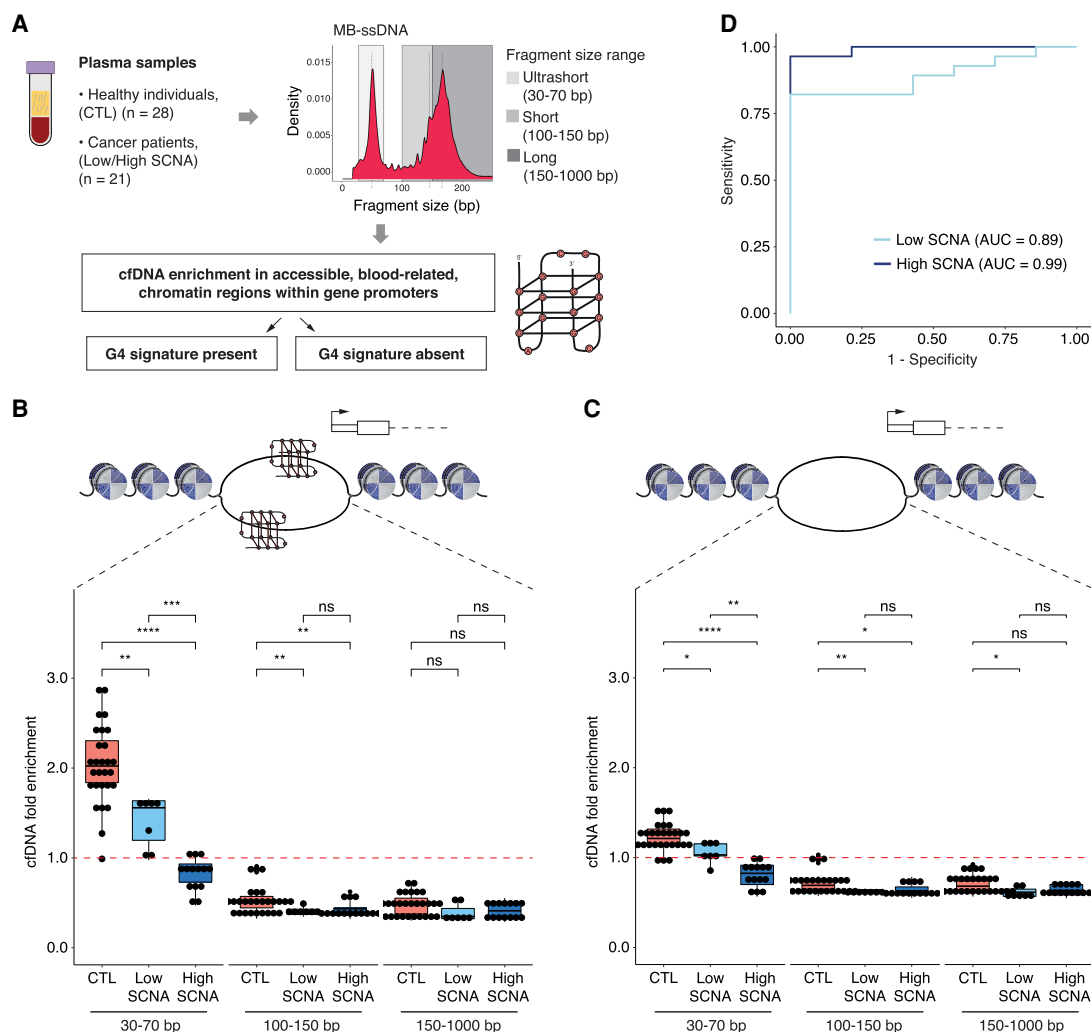 A
MB-ssDNA
Plasma samples
• Healthy individuals,
(CTL) (n = 28)
• Cancer patients,
(Low/High SCNA)
(n = 21)
Density
0.015
0.010
0.005
0.000
0
100
200
Fragment size (bp)
Fragment size range
Ultrashort
(30-70 bp)
Short
(100-150 bp)
Long
(150-1000 bp)
cfDNA enrichment in accessible, blood-related,
chromatin regions within gene promoters
G4 signature present
G4 signature absent
5'
3'
D
Sensitivity
1.00
0.75
0.50
0.25
0.00
Low SCNA (AUC = 0.89)
High SCNA (AUC = 0.99)
0.00
0.25
0.50
0.75
1.00
1 - Specificity
B
*** ns ns
**** ** ns
** ** ns
cfDNA fold enrichment
3.0
2.0
1.0
0.0
CTL Low SCNA High SCNA CTL Low SCNA High SCNA CTL Low SCNA High SCNA
30-70 bp 100-150 bp 150-1000 bp
C
** ns ns
**** * ns
* ** *
cfDNA fold enrichment
3.0
2.0
1.0
0.0
CTL Low SCNA High SCNA CTL Low SCNA High SCNA CTL Low SCNA High SCNA
30-70 bp 100-150 bp 150-1000 bp